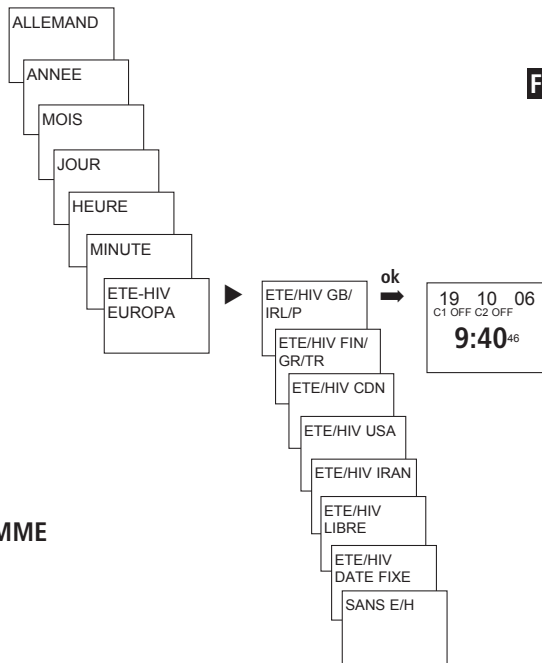 ALLEMAND
ANNEE
MOIS
JOUR
HEURE
MINUTE
ETE-HIV
EUROPA
ETE/HIV GB/
IRL/P
ETE/HIV FIN/
GR/TR
ETE/HIV CDN
ETE/HIV USA
ETE/HIV IRAN
ETE/HIV
LIBRE
ETE/HIV
DATE FIXE
SANS E/H
ok
19 10 06
C1 OFF C2 OFF
9:40 46
F
MME